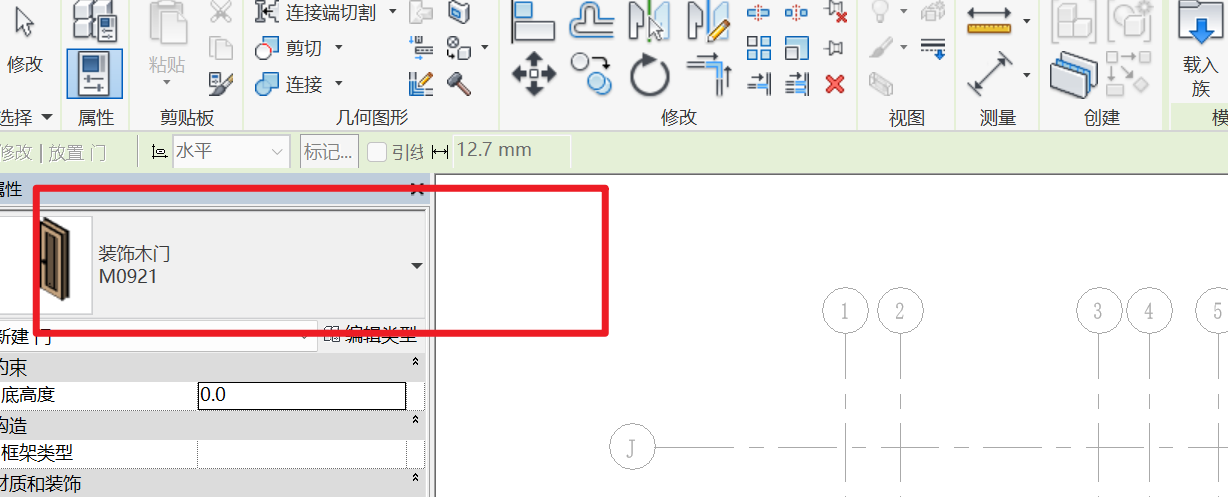 连接端切割
修改 粘贴 剪切 载入
连接 族
选择 属性 剪贴板 几何图形 修改 视图 测量 创建 模
修改 | 放置 门 水平 标记... 引线 12.7 mm
属性
装饰木门
M0921
新建 门 编辑类型
约束
底高度 0.0
构造
框架类型
材质和装饰
1 2 3 4 5
J